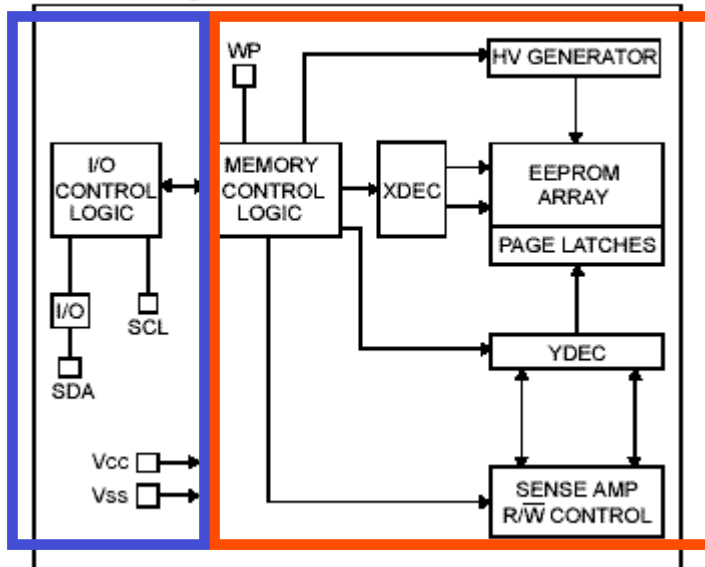 WP
HV GENERATOR
I/O
CONTROL
LOGIC
MEMORY
CONTROL
LOGIC
XDEC
EEPROM
ARRAY
PAGE LATCHES
I/O
SCL
SDA
YDEC
Vcc
Vss
SENSE AMP
R/W̅ CONTROL